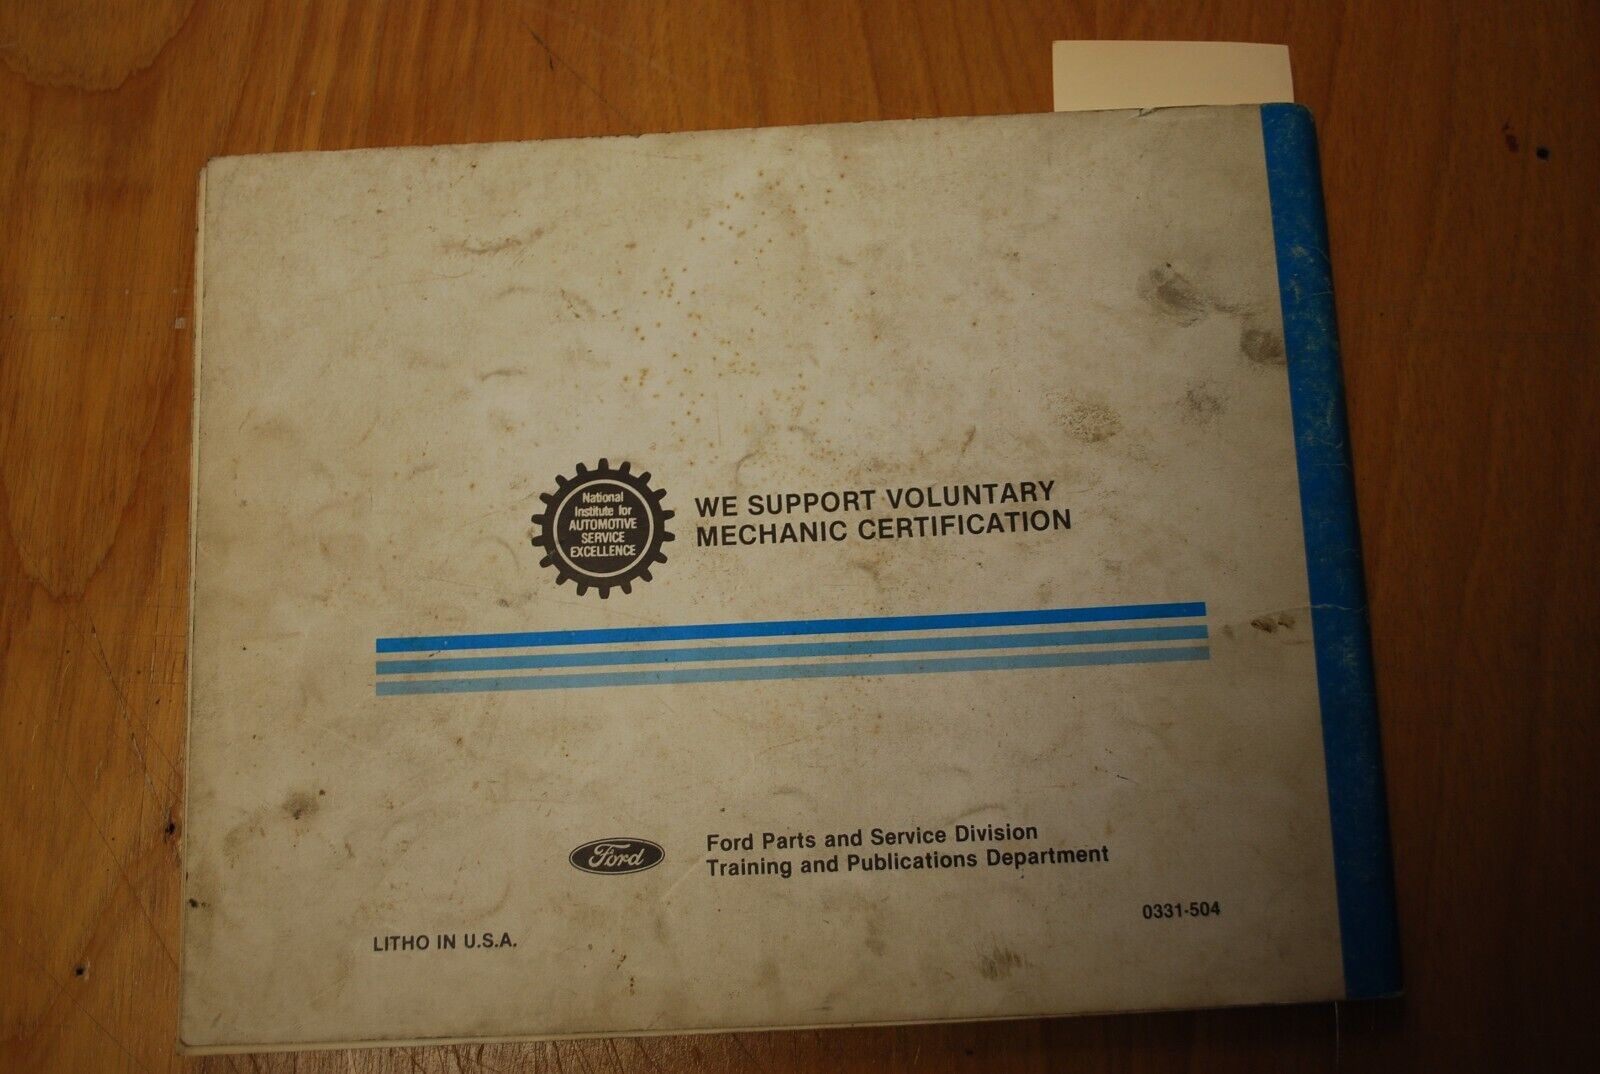 National
Institute for
AUTOMOTIVE
SERVICE
EXCELLENCE
WE SUPPORT VOLUNTARY
MECHANIC CERTIFICATION
Ford
Ford Parts and Service Division
Training and Publications Department
0331-504
LITHO IN U.S.A.